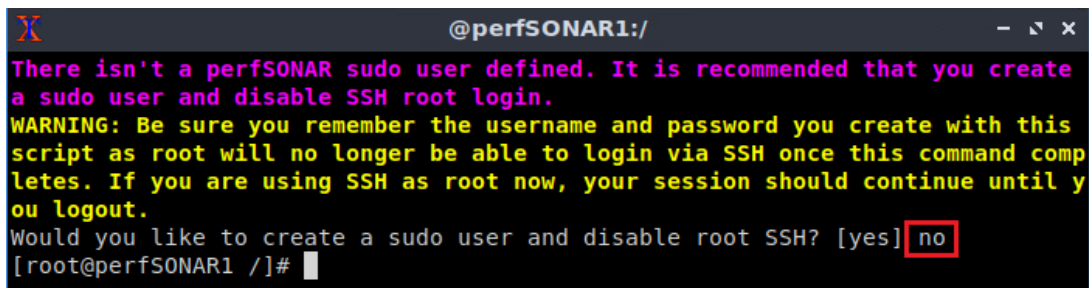 @perfSONAR1:/
There isn't a perfSONAR sudo user defined. It is recommended that you create
a sudo user and disable SSH root login.
WARNING: Be sure you remember the username and password you create with this
script as root will no longer be able to login via SSH once this command comp
letes. If you are using SSH as root now, your session should continue until y
ou logout.
Would you like to create a sudo user and disable root SSH? [yes] no
[root@perfSONAR1 /]#